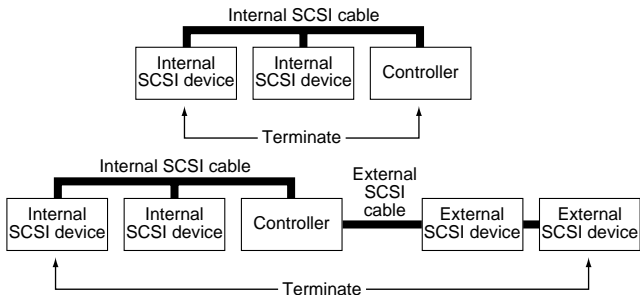 Internal SCSI cable
Internal
SCSI device
Internal
SCSI device
Controller
Terminate
Internal SCSI cable
External
SCSI
cable
Internal
SCSI device
Internal
SCSI device
Controller
External
SCSI device
External
SCSI device
Terminate